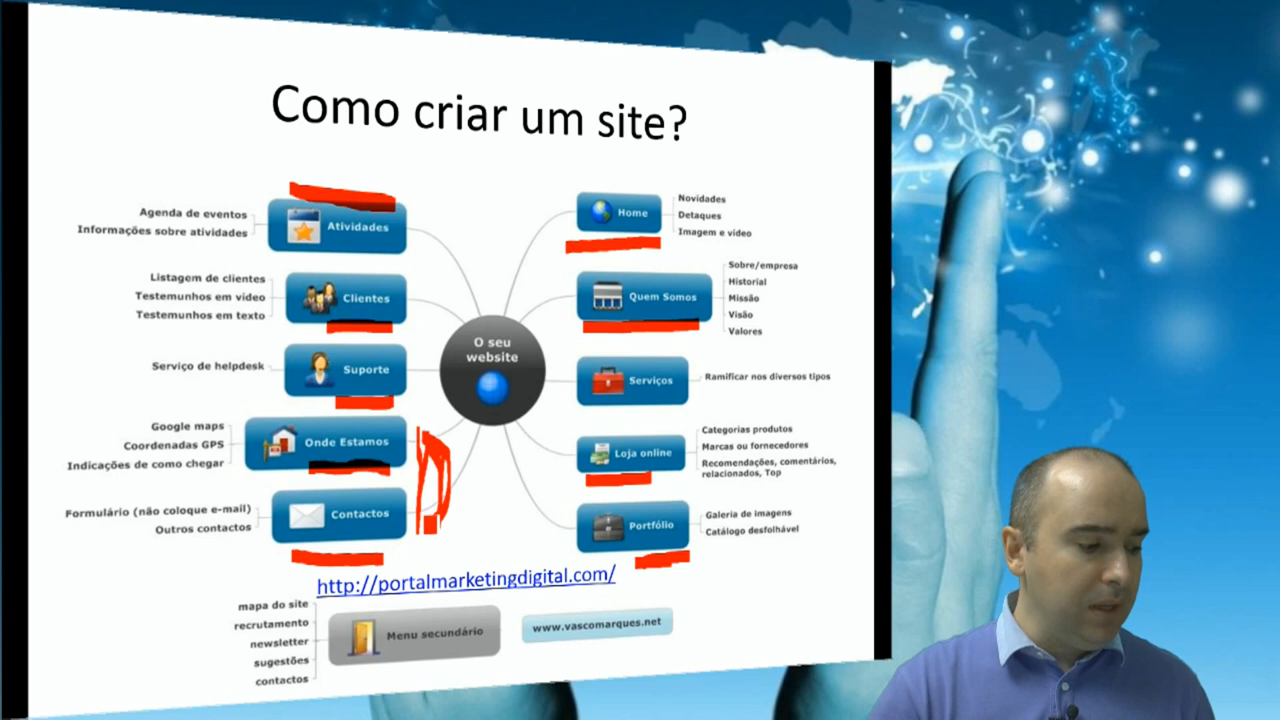 Como criar um site?
Agenda de eventos
Informações sobre atividades
Atividades
Listagem de clientes
Testemunhos em vídeo
Testemunhos em texto
Clientes
Serviço de helpdesk
Suporte
Google maps
Coordenadas GPS
Indicações de como chegar
Onde Estamos
Formulário (não coloque e-mail)
Outros contactos
Contactos
O seu
website
Home
Novidades
Detaques
Imagem e vídeo
Quem Somos
Sobre/empresa
Historial
Missão
Visão
Valores
Serviços
Ramificar nos diversos tipos
Loja online
Categorias produtos
Marcas ou fornecedores
Recomendações, comentários,
relacionados, Top
Portfólio
Galeria de imagens
Catálogo desfolhável
http://portalmarketingdigital.com/
mapa do site
recrutamento
newsletter
sugestões
contactos
Menu secundário
www.vascomarques.net